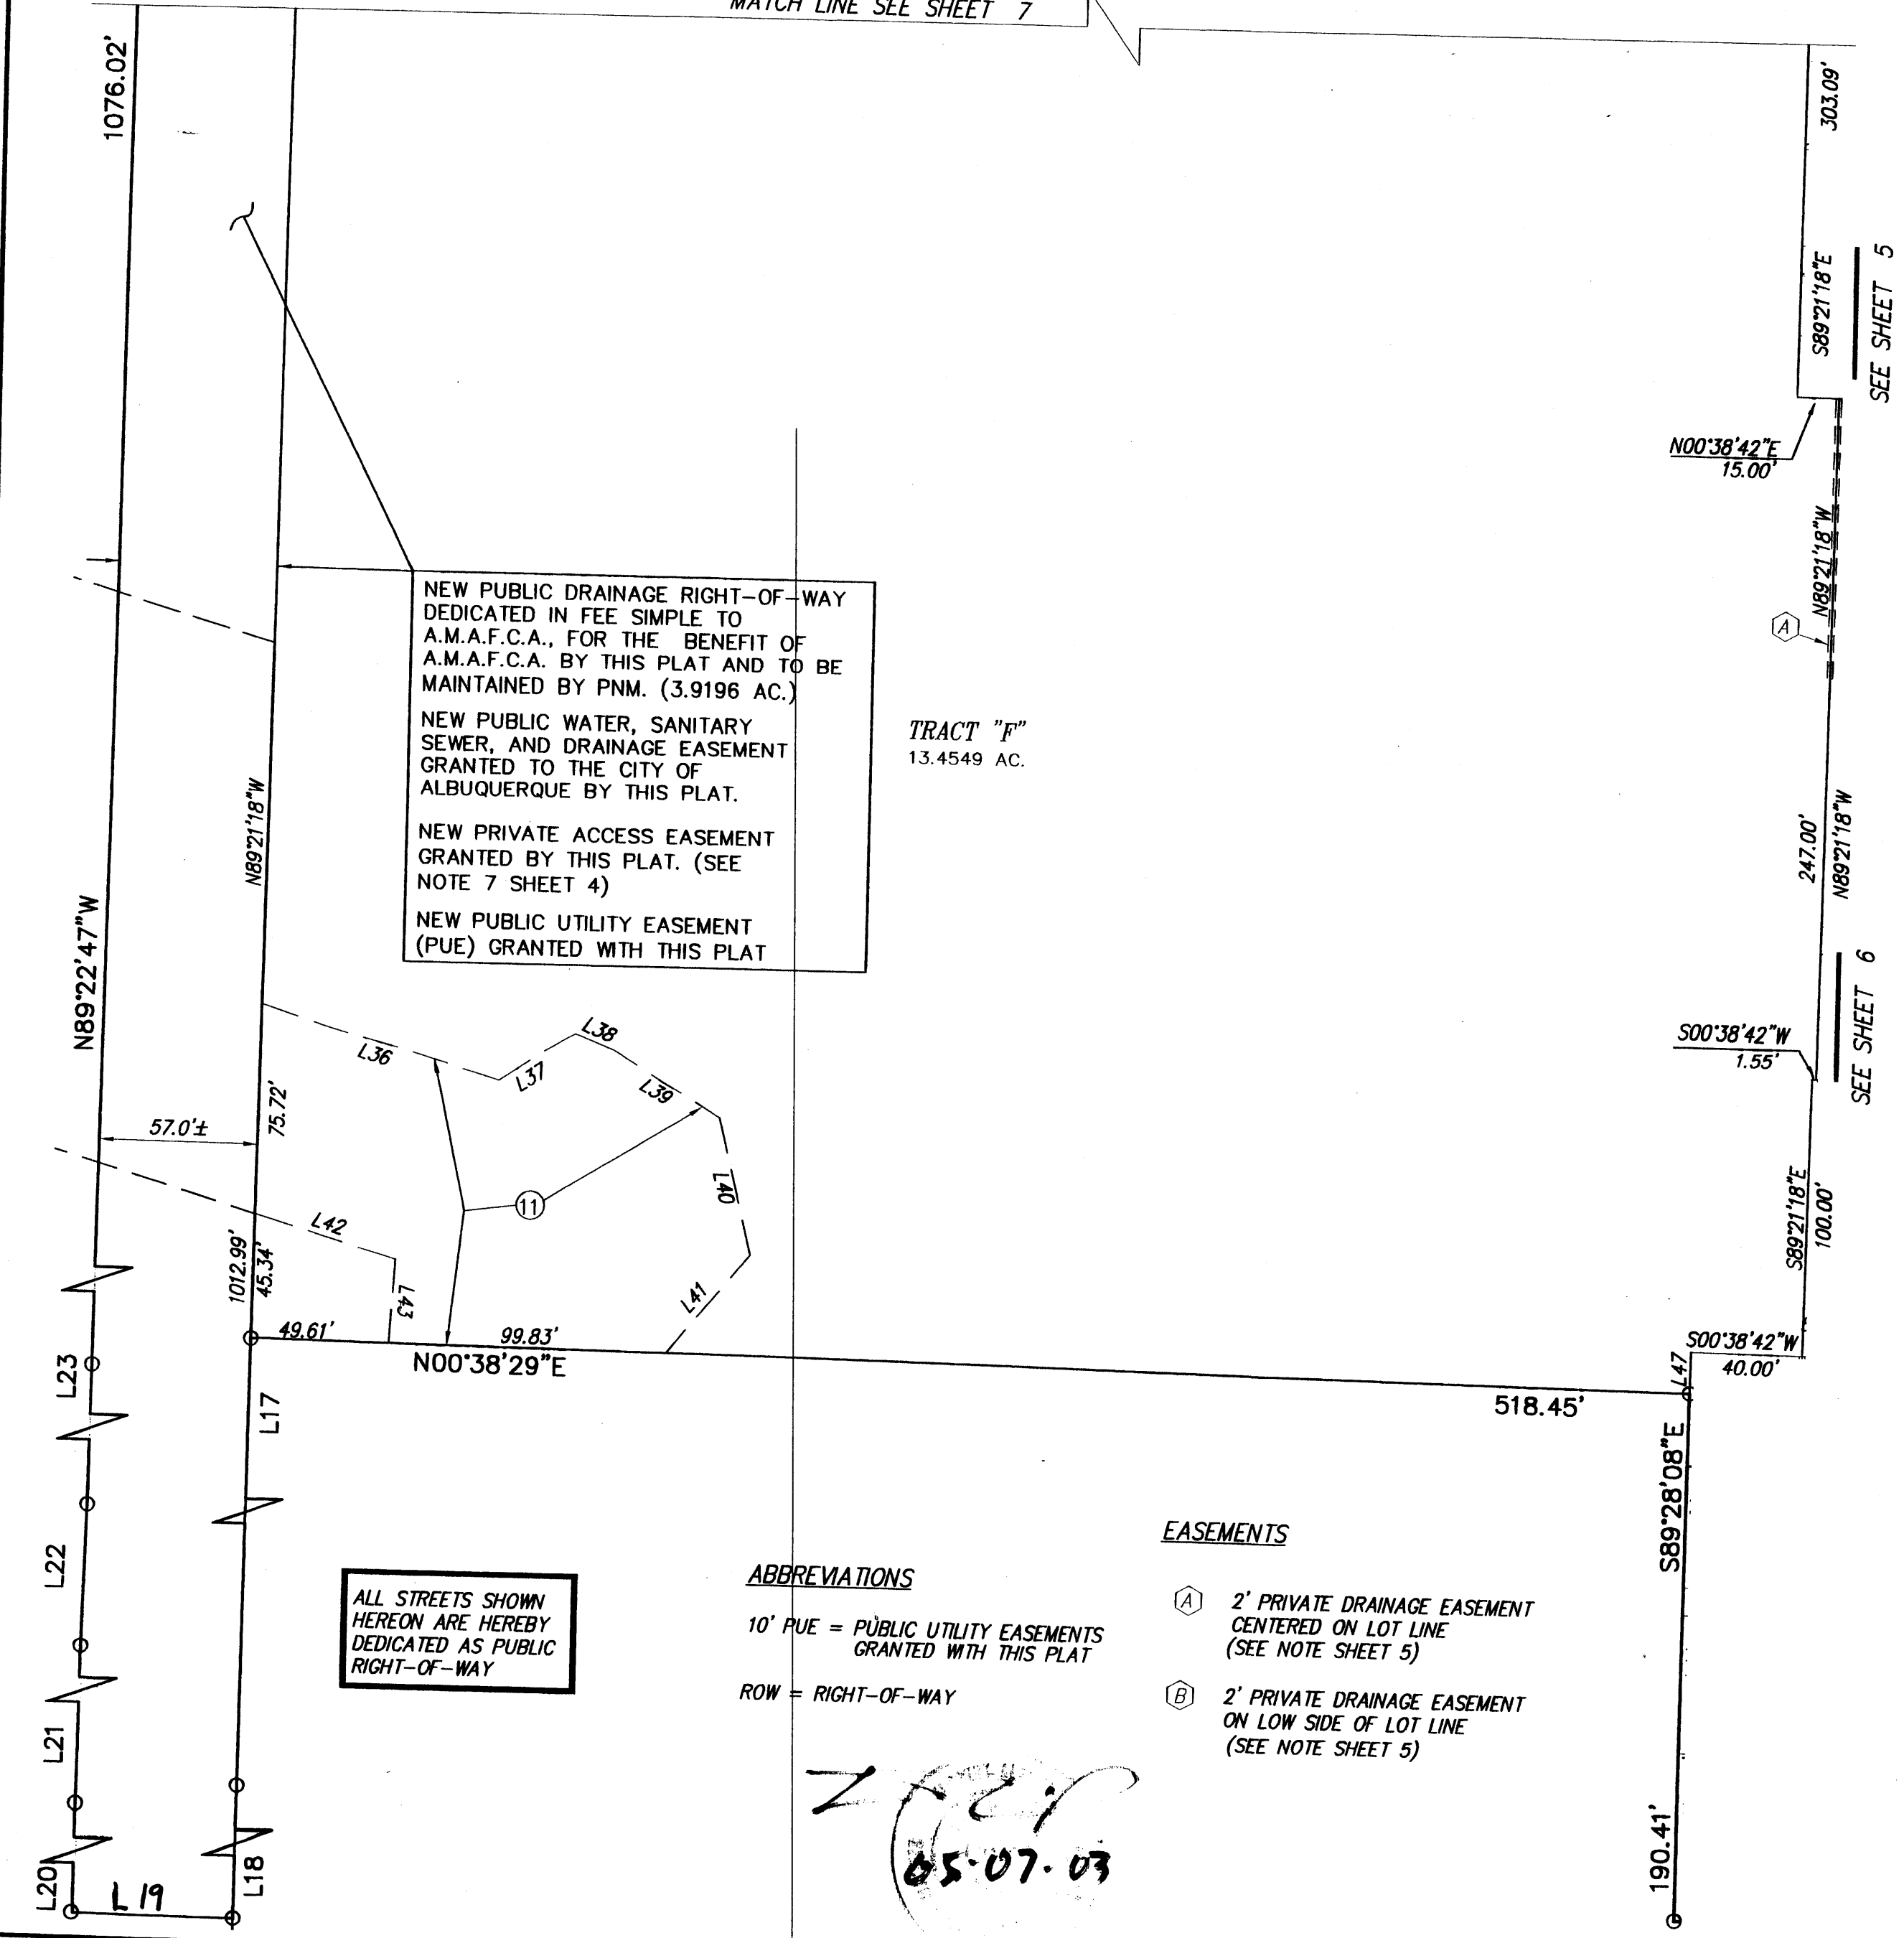 MATCH LINE SEE SHEET 7
1076.02'
303.09'
S89°21'18"E
SEE SHEET 5
N00°38'42"E
15.00'
N89°21'18"W
A
NEW PUBLIC DRAINAGE RIGHT-OF-WAY
DEDICATED IN FEE SIMPLE TO
A.M.A.F.C.A., FOR THE BENEFIT OF
A.M.A.F.C.A. BY THIS PLAT AND TO BE
MAINTAINED BY PNM. (3.9196 AC.)
NEW PUBLIC WATER, SANITARY
SEWER, AND DRAINAGE EASEMENT
GRANTED TO THE CITY OF
ALBUQUERQUE BY THIS PLAT.
NEW PRIVATE ACCESS EASEMENT
GRANTED BY THIS PLAT. (SEE
NOTE 7 SHEET 4)
NEW PUBLIC UTILITY EASEMENT
(PUE) GRANTED WITH THIS PLAT
TRACT "F"
13.4549 AC.
N89°21'18"W
N89°22'47"W
247.00'
N89°21'18"W
SEE SHEET 6
S00°38'42"W
1.55'
L36
L37
L38
L39
L40
L41
L42
L43
11
57.0'±
75.72'
1012.99'
45.34'
49.61'
99.83'
N00°38'29"E
518.45'
S89°21'18"E
100.00'
S00°38'42"W
40.00'
L47
S89°28'08"E
190.41'
L23
L17
L22
L21
L20
L19
L18
ALL STREETS SHOWN
HEREON ARE HEREBY
DEDICATED AS PUBLIC
RIGHT-OF-WAY
ABBREVIATIONS
10' PUE = PUBLIC UTILITY EASEMENTS
GRANTED WITH THIS PLAT
ROW = RIGHT-OF-WAY
EASEMENTS
A 2' PRIVATE DRAINAGE EASEMENT
CENTERED ON LOT LINE
(SEE NOTE SHEET 5)
B 2' PRIVATE DRAINAGE EASEMENT
ON LOW SIDE OF LOT LINE
(SEE NOTE SHEET 5)
05·07·03